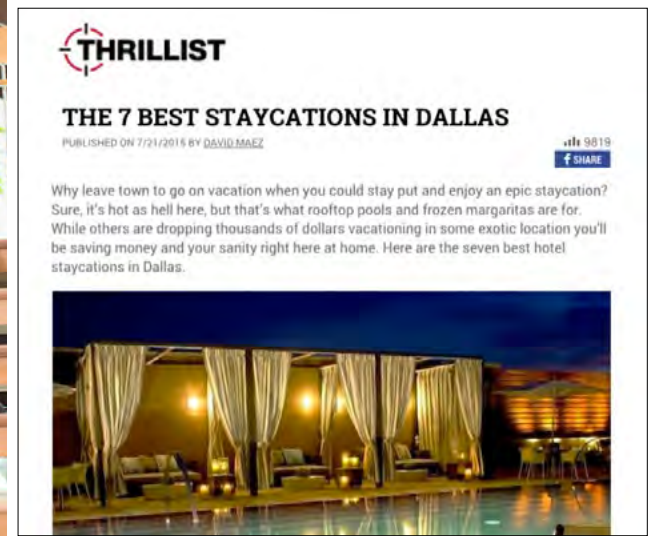 THRILLIST
THE 7 BEST STAYCATIONS IN DALLAS
PUBLISHED ON 7/21/2015 BY DAVID MAEZ
9819
f SHARE
Why leave town to go on vacation when you could stay put and enjoy an epic staycation?
Sure, it's hot as hell here, but that's what rooftop pools and frozen margaritas are for.
While others are dropping thousands of dollars vacationing in some exotic location you'll
be saving money and your sanity right here at home. Here are the seven best hotel
staycations in Dallas.